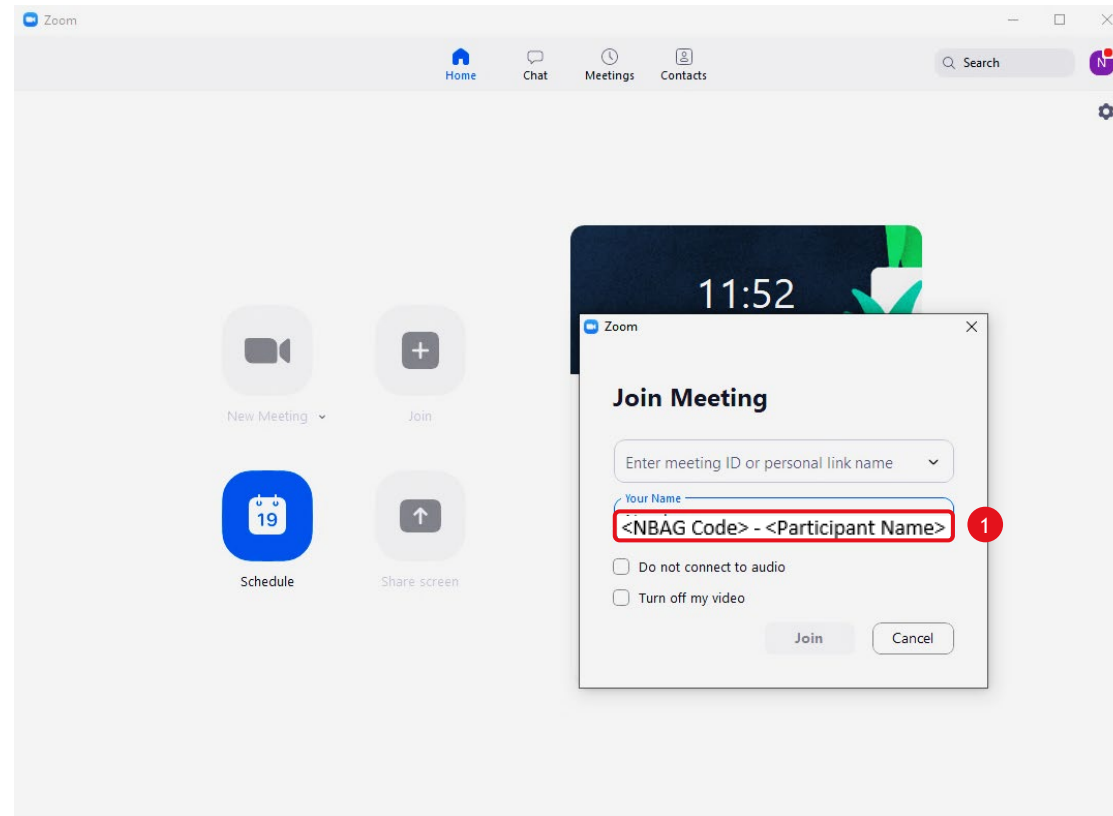 Zoom
Home
Chat
Meetings
Contacts
Search
N
11:52
New Meeting
Join
19
Schedule
Share screen
Zoom
Join Meeting
Enter meeting ID or personal link name
Your Name
<NBAG Code> - <Participant Name>
1
Do not connect to audio
Turn off my video
Join
Cancel